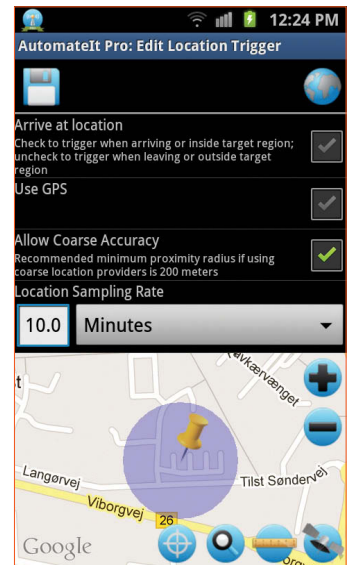 12:24 PM
AutomateIt Pro: Edit Location Trigger
Arrive at location
Check to trigger when arriving or inside target region;
uncheck to trigger when leaving or outside target
region
Use GPS
Allow Coarse Accuracy
Recommended minimum proximity radius if using
coarse location providers is 200 meters
Location Sampling Rate
10.0 Minutes
Langørvej
Tilst Søndervej
Viborgvej
26
Google